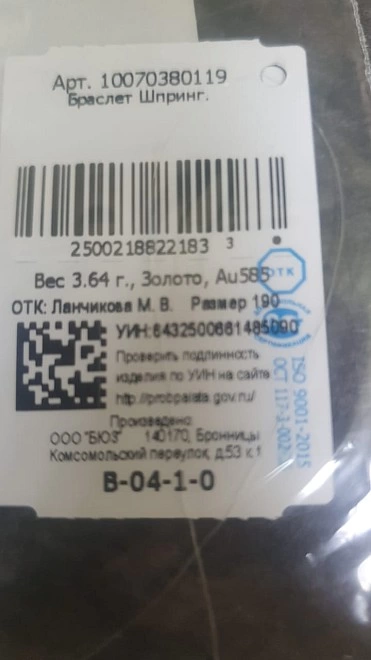 Арт. 10070380119
Браслет Шпринг.
2500218822183 3
Вес 3.64 г., Золото, Au585
ОТК: Ланчикова М. В. Размер 190
УИН:6432500661485090
Проверить подлинность
изделия по УИН на сайте
http://probpalata.gov.ru/
Произведено:
ООО "БЮЗ" 140170, Бронницы
Комсомольский переулок, д.53 к.1
В-04-1-0
ОТК
ISO 9001-2015